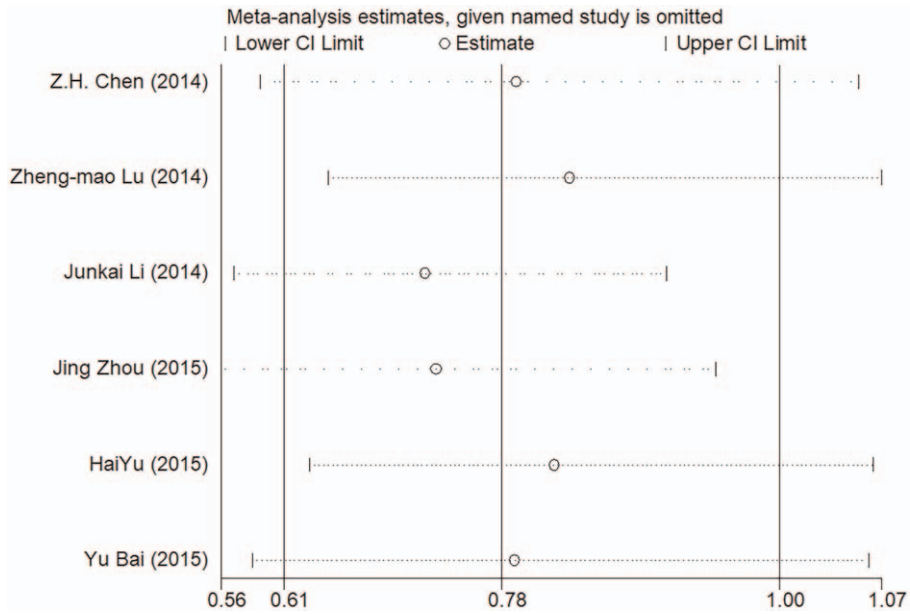 Meta-analysis estimates, given named study is omitted
| Lower CI Limit ○ Estimate | Upper CI Limit
Z.H. Chen (2014)
Zheng-mao Lu (2014)
Junkai Li (2014)
Jing Zhou (2015)
HaiYu (2015)
Yu Bai (2015)
0.56 0.61 0.78 1.00 1.07